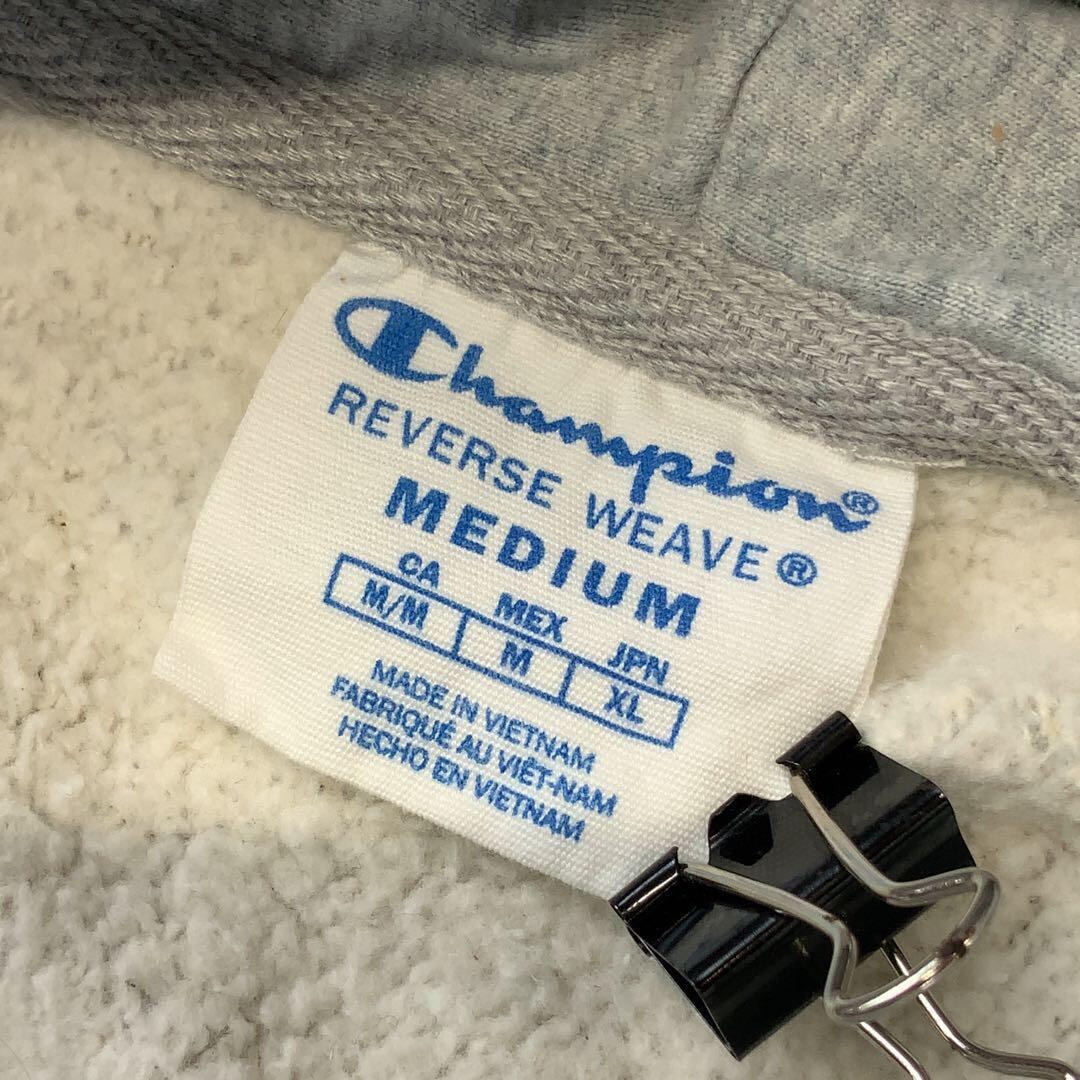 Champion®
REVERSE WEAVE®
MEDIUM
CA MEX JPN
M/M M XL
MADE IN VIETNAM
FABRIQUÉ AU VIÊT-NAM
HECHO EN VIETNAM